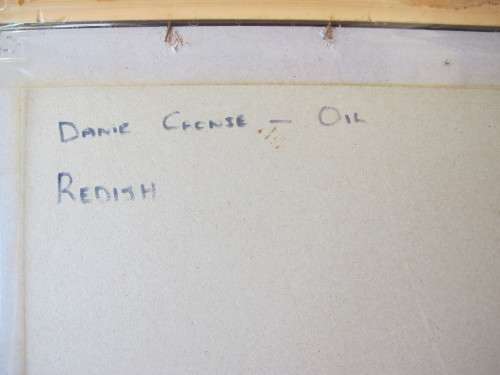 DANIE CRONSE — OIL
REDISH